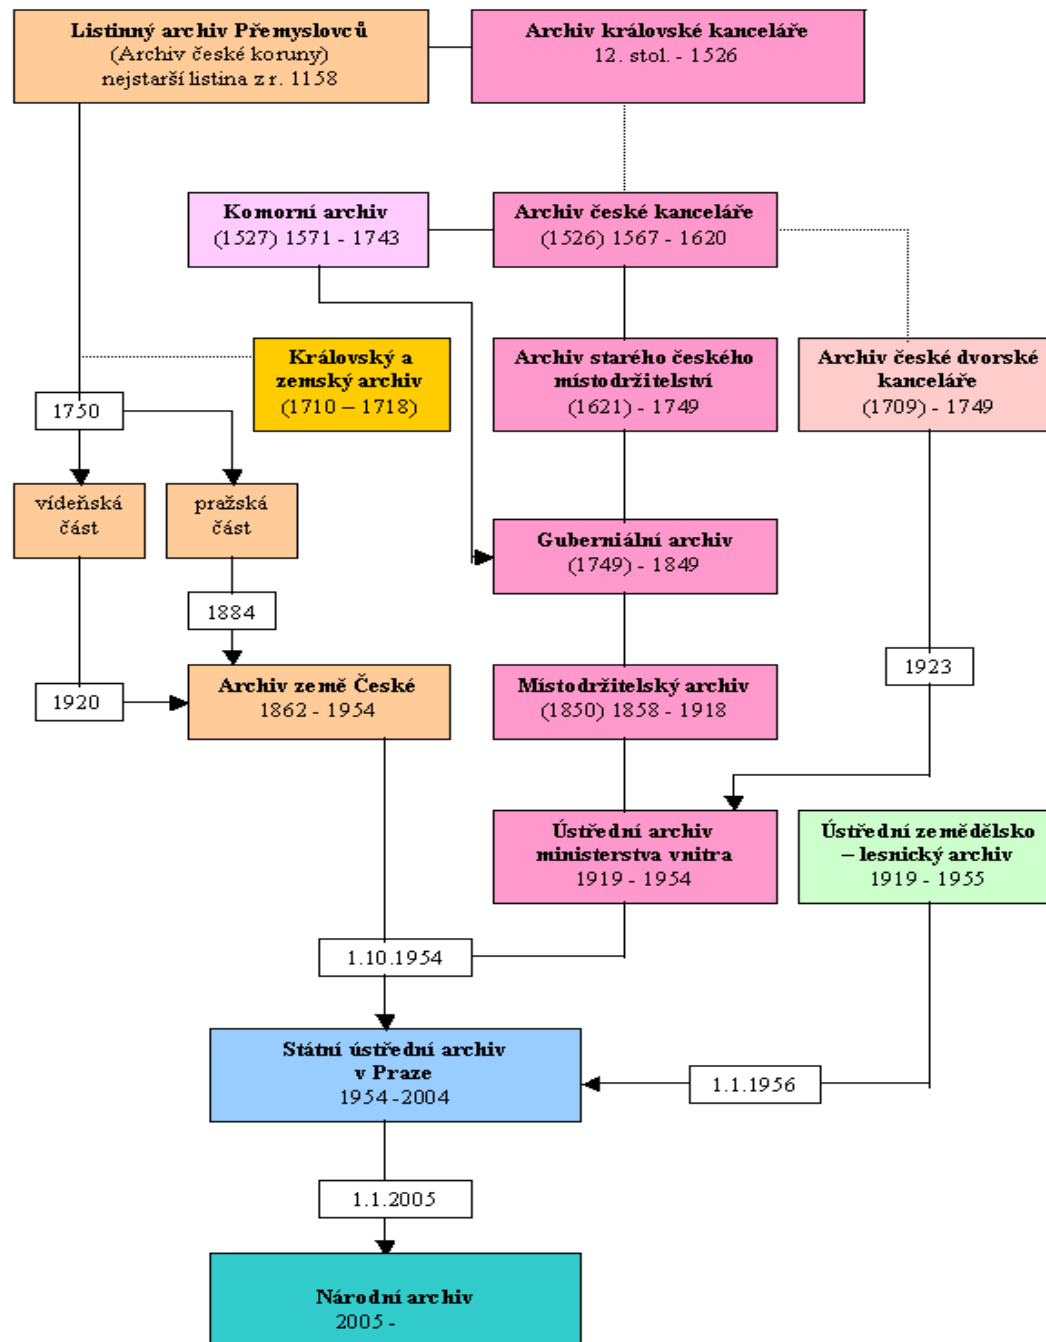 Listinný archiv Přemyslovců
(Archiv české koruny)
nejstarší listina z r. 1158
Archiv královské kanceláře
12. stol. - 1526
Komorní archiv
(1527) 1571 - 1743
Archiv české kanceláře
(1526) 1567 - 1620
Královský a
zemský archiv
(1710 – 1718)
Archiv starého českého
místodržitelství
(1621) - 1749
Archiv české dvorské
kanceláře
(1709) - 1749
1750
vídeňská
část
pražská
část
Guberniální archiv
(1749) - 1849
1884
1920
Archiv země České
1862 - 1954
Místodržitelský archiv
(1850) 1858 - 1918
1923
Ústřední archiv
ministerstva vnitra
1919 - 1954
Ústřední zemědělsko
– lesnický archiv
1919 - 1955
1.10.1954
Státní ústřední archiv
v Praze
1954 -2004
1.1.1956
1.1.2005
Národní archiv
2005 -